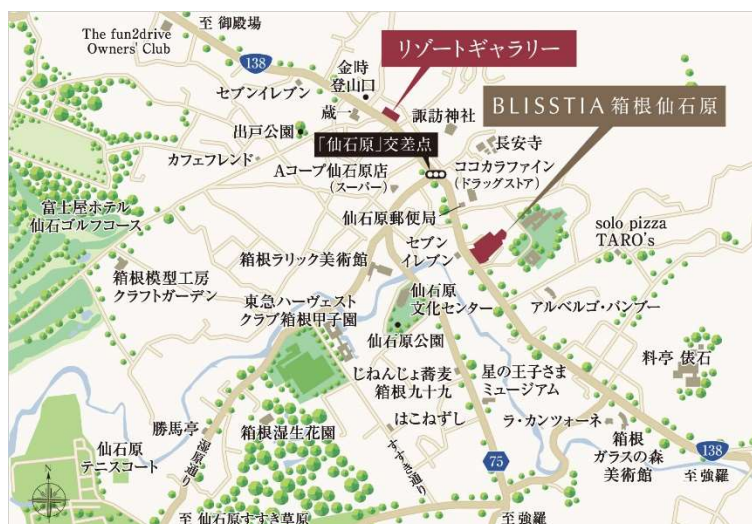 至 御殿場
The fun2drive
Owners' Club
138
リゾートギャラリー
金時
登山口
セブンイレブン
蔵一
諏訪神社
BLISSTIA 箱根仙石原
出戸公園
長安寺
「仙石原」交差点
カフェフレンド
Aコープ仙石原店
(スーパー)
ココカラファイン
(ドラッグストア)
富士屋ホテル
仙石ゴルフコース
仙石原郵便局
solo pizza
TARO's
セブン
イレブン
箱根ラリック美術館
箱根模型工房
クラフトガーデン
仙石原
文化センター
アルベルゴ・バンブー
東急ハーヴェスト
クラブ箱根甲子園
仙石原公園
料亭 俵石
じねんじょ蕎麦
箱根九十九
星の王子さま
ミュージアム
はこねずし
ラ・カンツォーネ
勝馬亭
湿原通り
箱根湿生花園
すすき通り
箱根
ガラスの森
美術館
138
仙石原
テニスコート
75
至 強羅
N
至 仙石原すすき草原
至 強羅